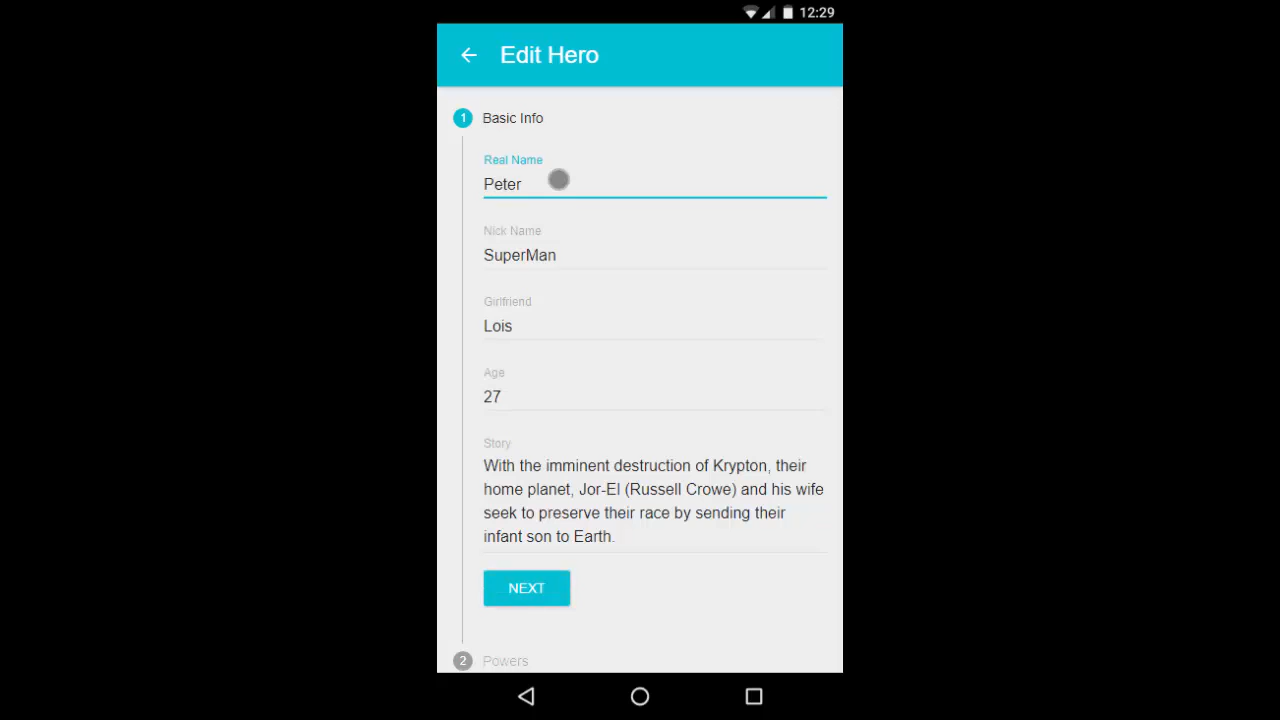 12:29
Edit Hero
1 Basic Info
Real Name
Peter
Nick Name
SuperMan
Girlfriend
Lois
Age
27
Story
With the imminent destruction of Krypton, their
home planet, Jor-El (Russell Crowe) and his wife
seek to preserve their race by sending their
infant son to Earth.
NEXT
2 Powers